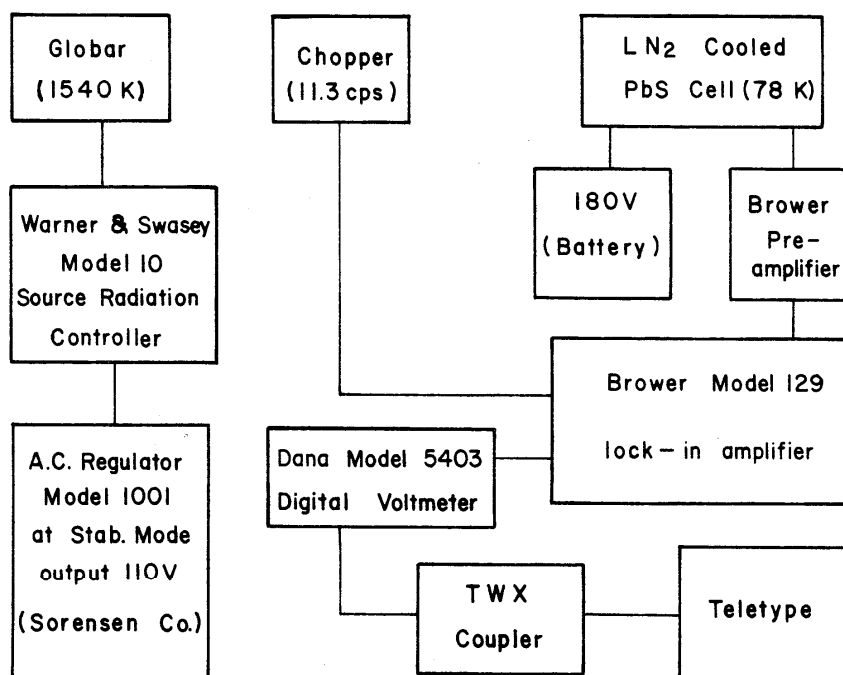 Globar
(1540 K)
Chopper
(11.3 cps)
LN2 Cooled
PbS Cell (78 K)
180V
(Battery)
Brower
Pre-
amplifier
Warner & Swasey
Model 10
Source Radiation
Controller
Brower Model 129
lock-in amplifier
A.C. Regulator
Model 1001
at Stab. Mode
output 110V
(Sorensen Co.)
Dana Model 5403
Digital Voltmeter
TWX
Coupler
Teletype